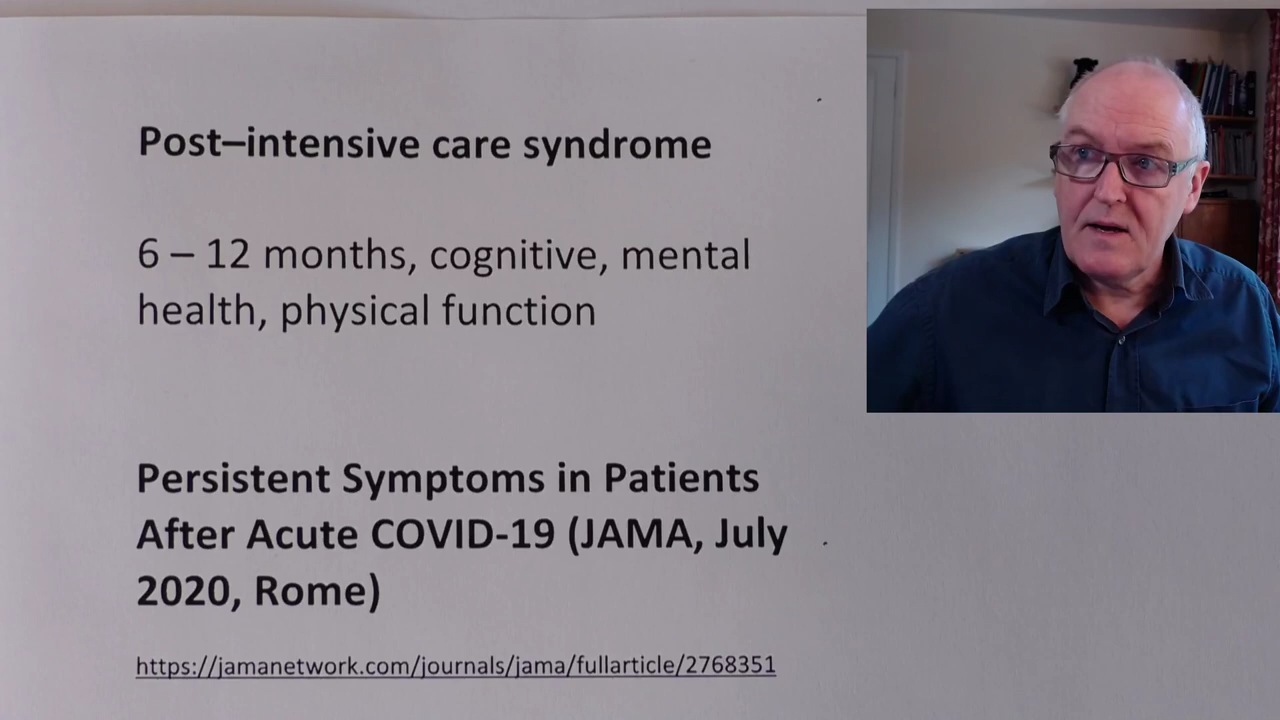 Post–intensive care syndrome
6 – 12 months, cognitive, mental
health, physical function
Persistent Symptoms in Patients
After Acute COVID-19 (JAMA, July
2020, Rome)
https://jamanetwork.com/journals/jama/fullarticle/2768351